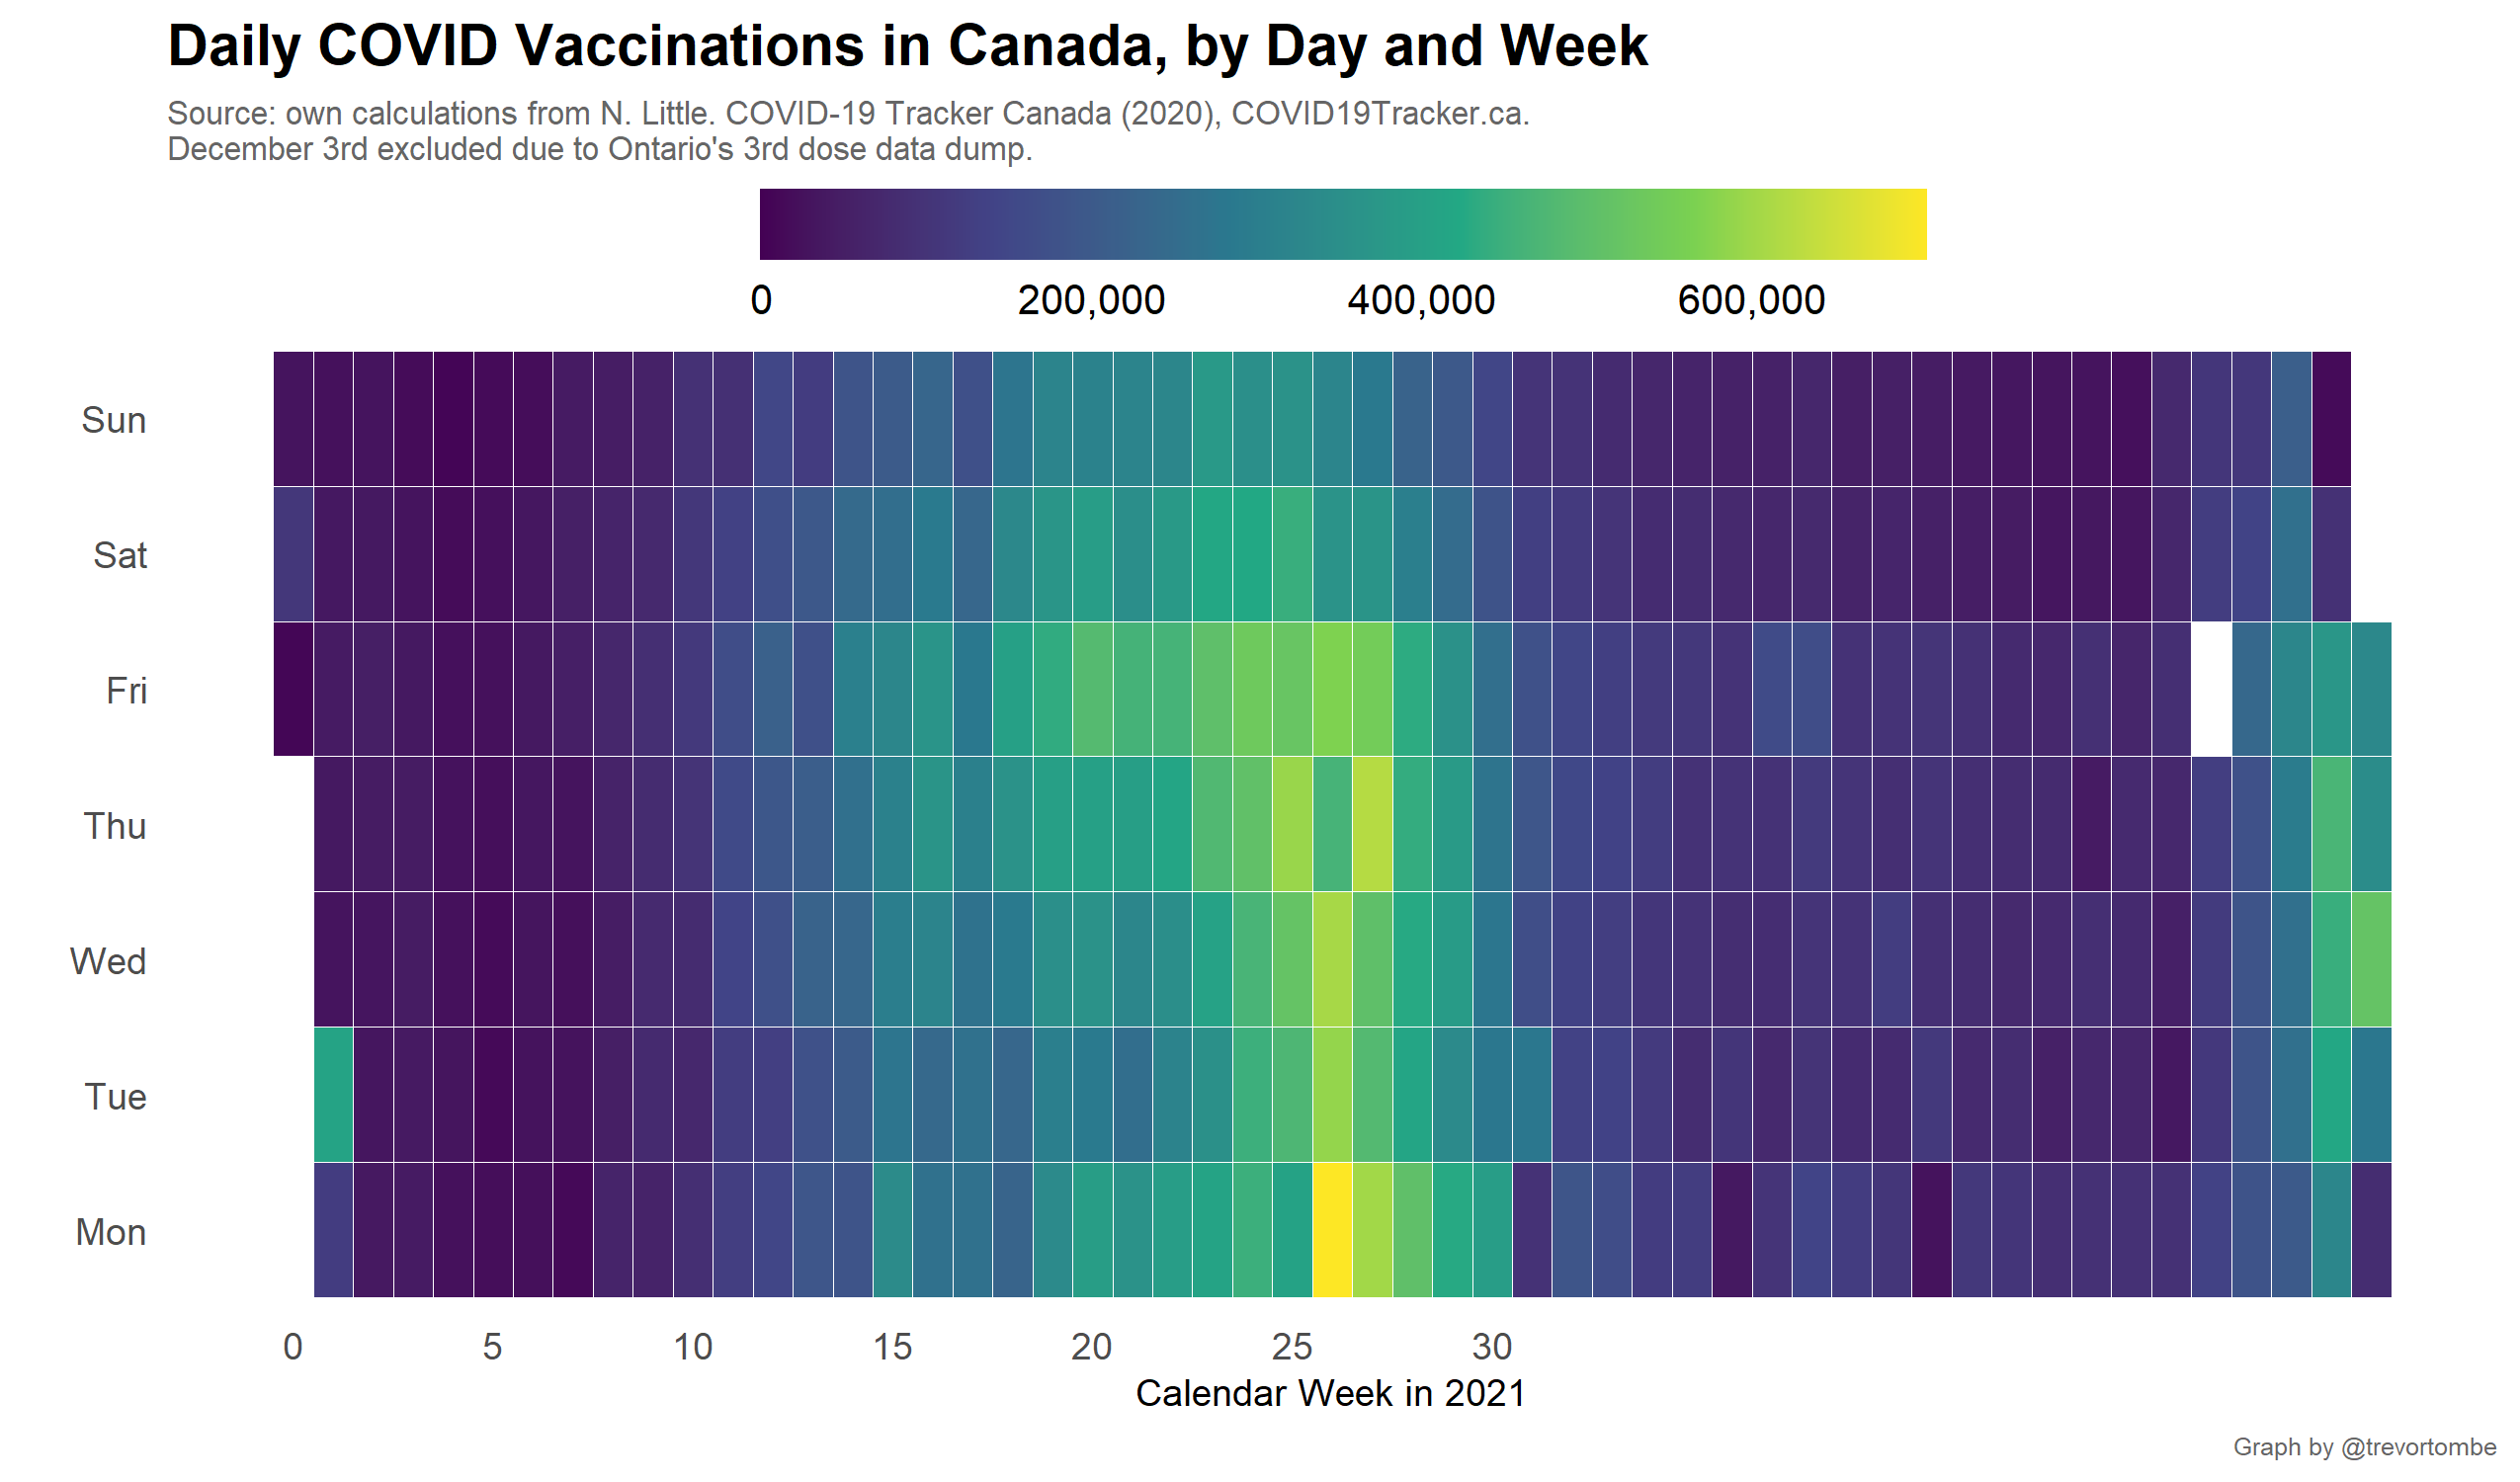 Daily COVID Vaccinations in Canada, by Day and Week
Source: own calculations from N. Little. COVID-19 Tracker Canada (2020), COVID19Tracker.ca.
December 3rd excluded due to Ontario's 3rd dose data dump.
0 200,000 400,000 600,000
Sun
Sat
Fri
Thu
Wed
Tue
Mon
0 5 10 15 20 25 30
Calendar Week in 2021
Graph by @trevortombe